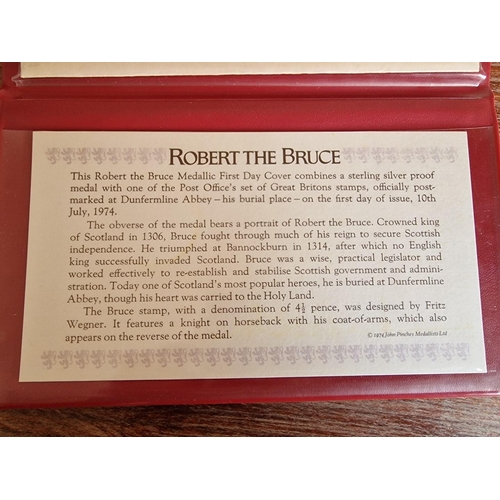 ROBERT THE BRUCE
This Robert the Bruce Medallic First Day Cover combines a sterling silver proof
medal with one of the Post Office's set of Great Britons stamps, officially post-
marked at Dunfermline Abbey – his burial place – on the first day of issue, 10th
July, 1974.
The obverse of the medal bears a portrait of Robert the Bruce. Crowned king
of Scotland in 1306, Bruce fought through much of his reign to secure Scottish
independence. He triumphed at Bannockburn in 1314, after which no English
king successfully invaded Scotland. Bruce was a wise, practical legislator and
worked effectively to re-establish and stabilise Scottish government and admini-
stration. Today one of Scotland's most popular heroes, he is buried at Dunfermline
Abbey, though his heart was carried to the Holy Land.
The Bruce stamp, with a denomination of 4½ pence, was designed by Fritz
Wegner. It features a knight on horseback with his coat-of-arms, which also
appears on the reverse of the medal.
© 1974 John Pinches Medallists Ltd